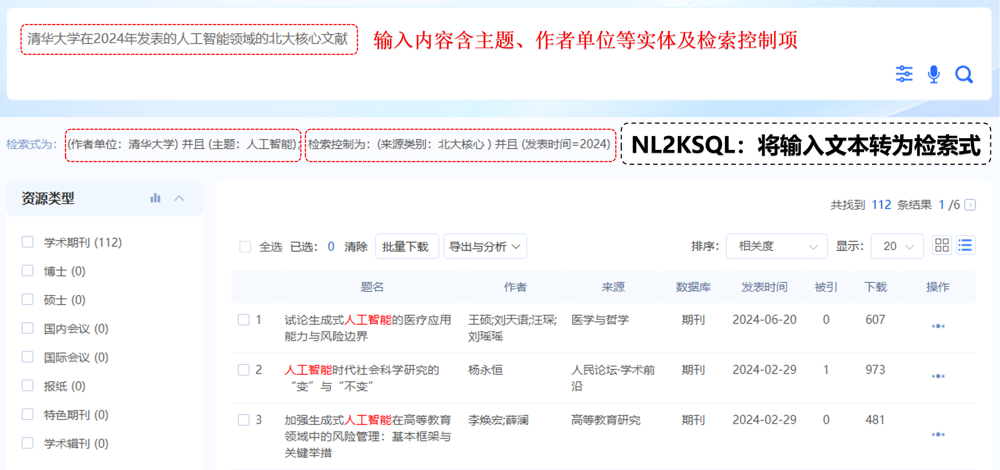 清华大学在2024年发表的人工智能领域的北大核心文献
输入内容含主题、作者单位等实体及检索控制项
检索式为：(作者单位：清华大学) 并且 (主题：人工智能)；检索控制为：(来源类别：北大核心 ) 并且 (发表时间=2024)
NL2KSQL：将输入文本转为检索式
资源类型
学术期刊 (112)
博士 (0)
硕士 (0)
国内会议 (0)
国际会议 (0)
报纸 (0)
特色期刊 (0)
学术辑刊 (0)
共找到 112 条结果 1 /6
全选 已选： 0 清除 批量下载 导出与分析 排序： 相关度 显示： 20
题名 作者 来源 数据库 发表时间 被引 下载 操作
1 试论生成式人工智能的医疗应用 王硕;刘天语;汪琛; 医学与哲学 期刊 2024-06-20 0 607
能力与风险边界 刘瑶瑶
2 人工智能时代社会科学研究的 杨永恒 人民论坛·学术前 期刊 2024-02-29 1 973
“变”与“不变” 沿
3 加强生成式人工智能在高等教育 李焕宏;薛澜 高等教育研究 期刊 2024-02-29 0 481
领域中的风险管理：基本框架与
关键举措